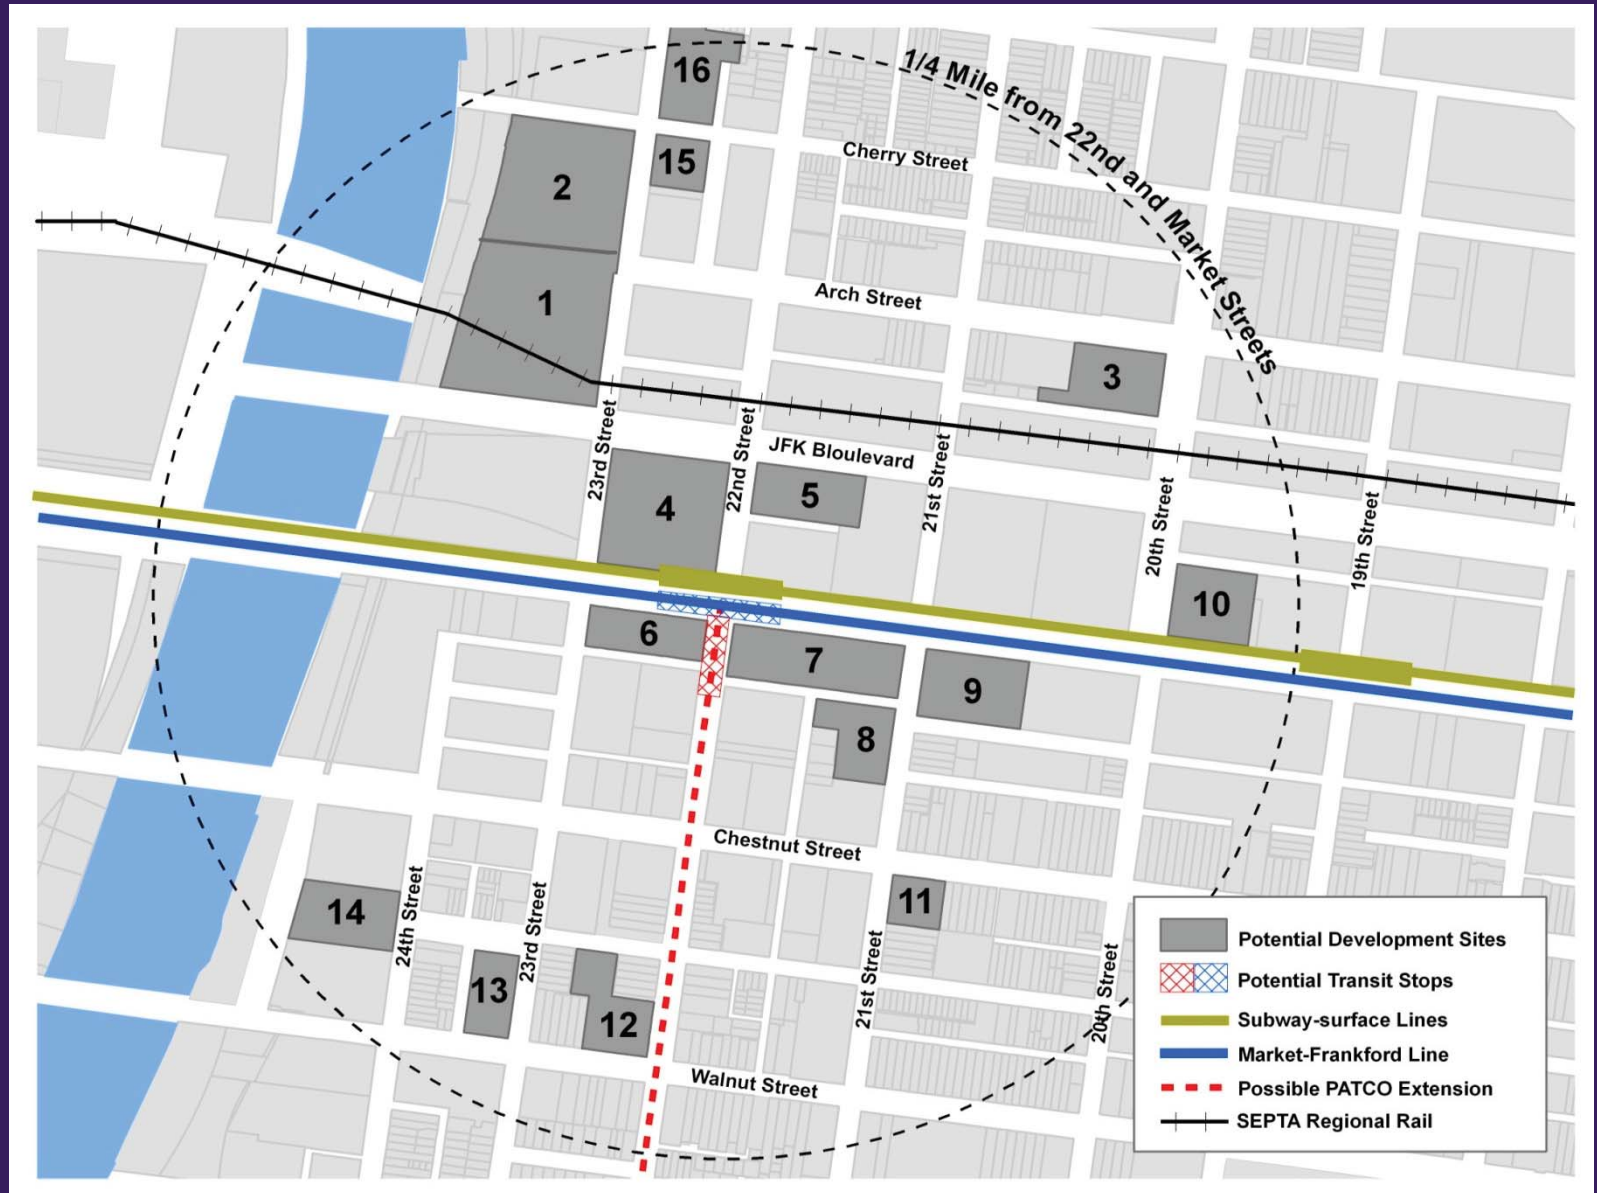 16
1/4 Mile from 22nd and Market Streets
2
15
Cherry Street
1
Arch Street
3
23rd Street
22nd Street
JFK Bloulevard
21st Street
4
5
20th Street
19th Street
10
6
7
9
8
Chestnut Street
14
24th Street
23rd Street
11
21st Street
20th Street
13
12
Walnut Street
Potential Development Sites
Potential Transit Stops
Subway-surface Lines
Market-Frankford Line
Possible PATCO Extension
SEPTA Regional Rail